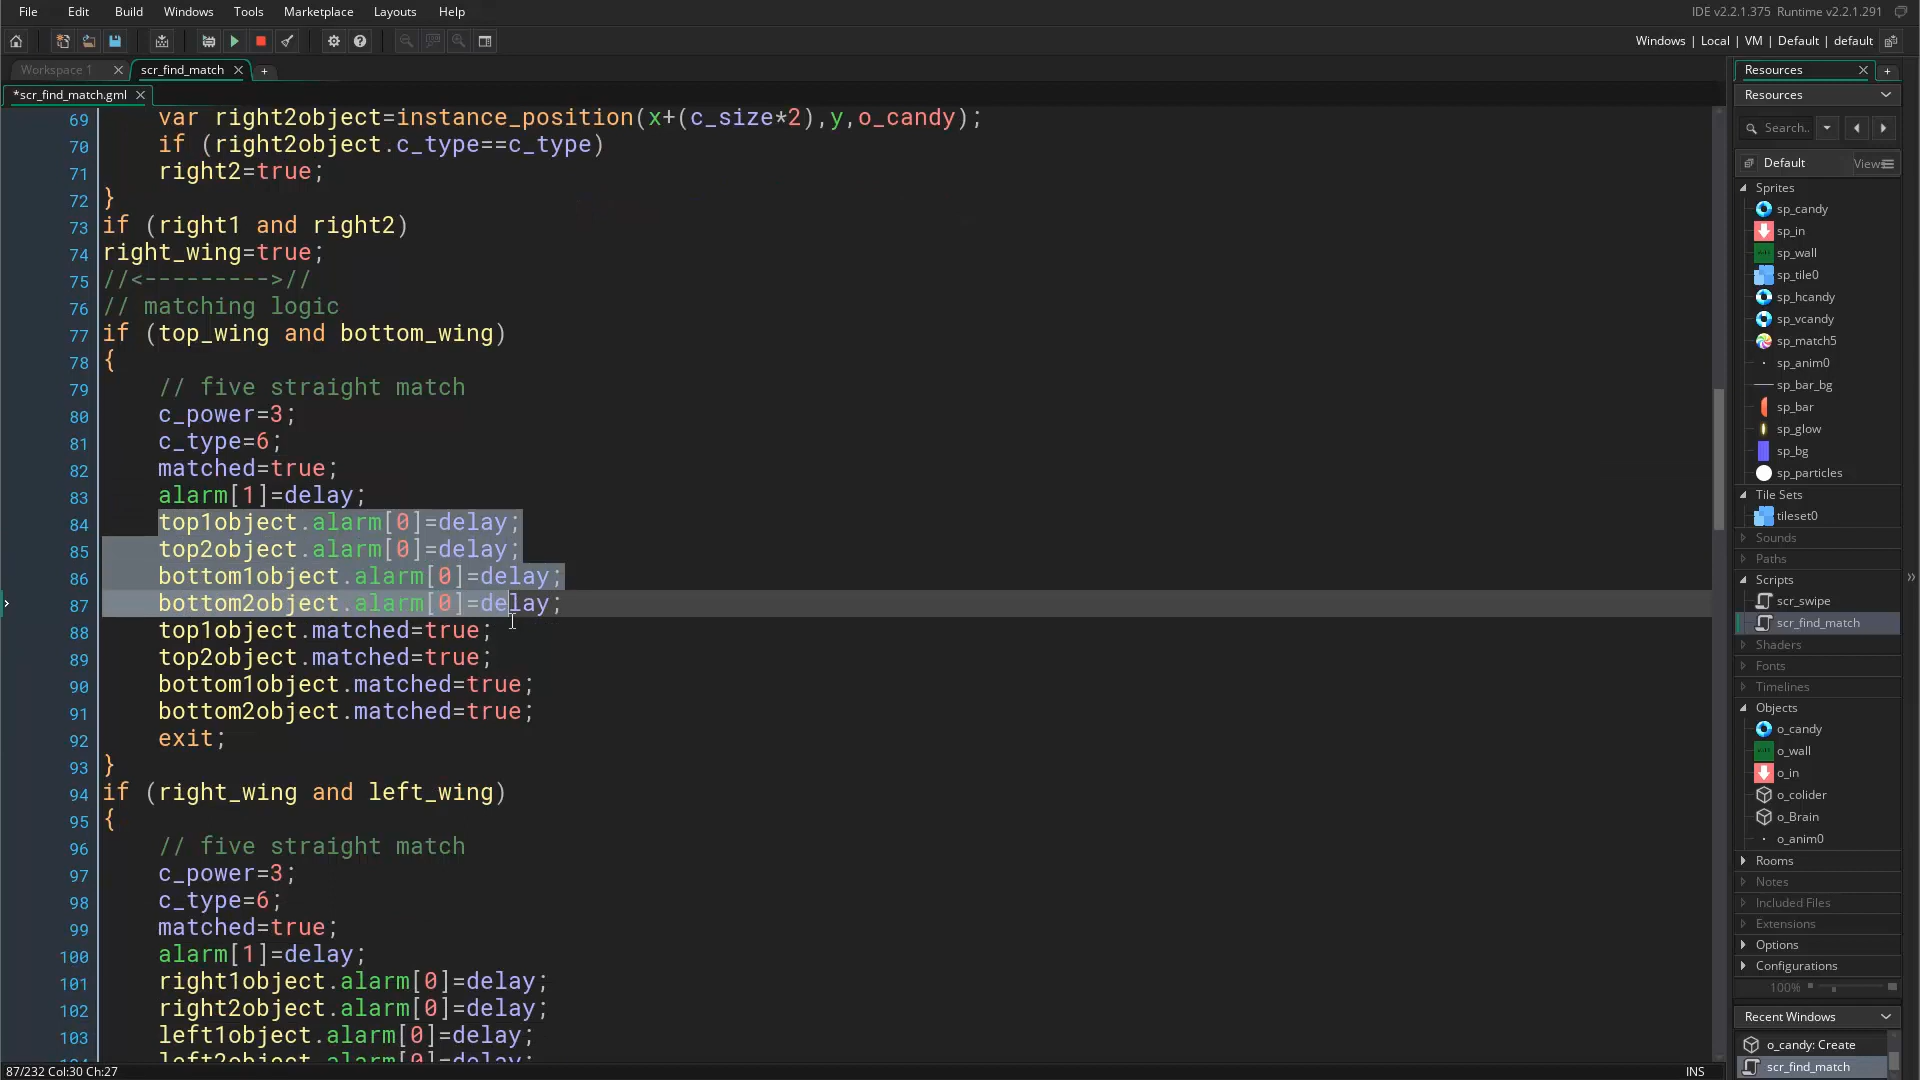 File Edit Build Windows Tools Marketplace Layouts Help
IDE v2.2.1.375 Runtime v2.2.1.291
Windows | Local | VM | Default | default
Workspace 1
scr_find_match
*scr_find_match.gml
69 var right2object=instance_position(x+(c_size*2),y,o_candy);
70 if (right2object.c_type==c_type)
71 right2=true;
72 }
73 if (right1 and right2)
74 right_wing=true;
75 //<--------->//
76 // matching logic
77 if (top_wing and bottom_wing)
78 {
79 // five straight match
80 c_power=3;
81 c_type=6;
82 matched=true;
83 alarm[1]=delay;
84 top1object.alarm[0]=delay;
85 top2object.alarm[0]=delay;
86 bottom1object.alarm[0]=delay;
87 bottom2object.alarm[0]=delay;
88 top1object.matched=true;
89 top2object.matched=true;
90 bottom1object.matched=true;
91 bottom2object.matched=true;
92 exit;
93 }
94 if (right_wing and left_wing)
95 {
96 // five straight match
97 c_power=3;
98 c_type=6;
99 matched=true;
100 alarm[1]=delay;
101 right1object.alarm[0]=delay;
102 right2object.alarm[0]=delay;
103 left1object.alarm[0]=delay;
left2object.alarm[0]=delay;
87/232 Col:30 Ch:27
INS
Resources
Resources
Search..
Default
Views
Sprites
sp_candy
sp_in
sp_wall
sp_tile0
sp_hcandy
sp_vcandy
sp_match5
sp_anim0
sp_bar_bg
sp_bar
sp_glow
sp_bg
sp_particles
Tile Sets
tileset0
Sounds
Paths
Scripts
scr_swipe
scr_find_match
Shaders
Fonts
Timelines
Objects
o_candy
o_wall
o_in
o_colider
o_Brain
o_anim0
Rooms
Notes
Included Files
Extensions
Options
Configurations
100%
Recent Windows
o_candy: Create
scr_find_match